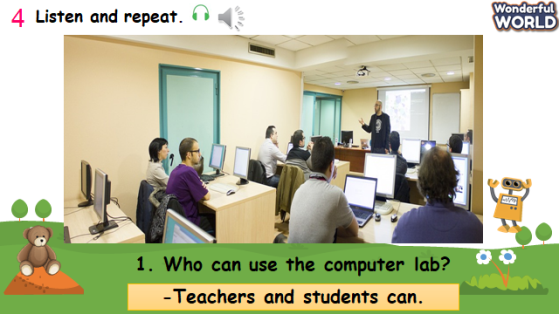 4 Listen and repeat.
Wonderful
WORLD
1. Who can use the computer lab?
-Teachers and students can.